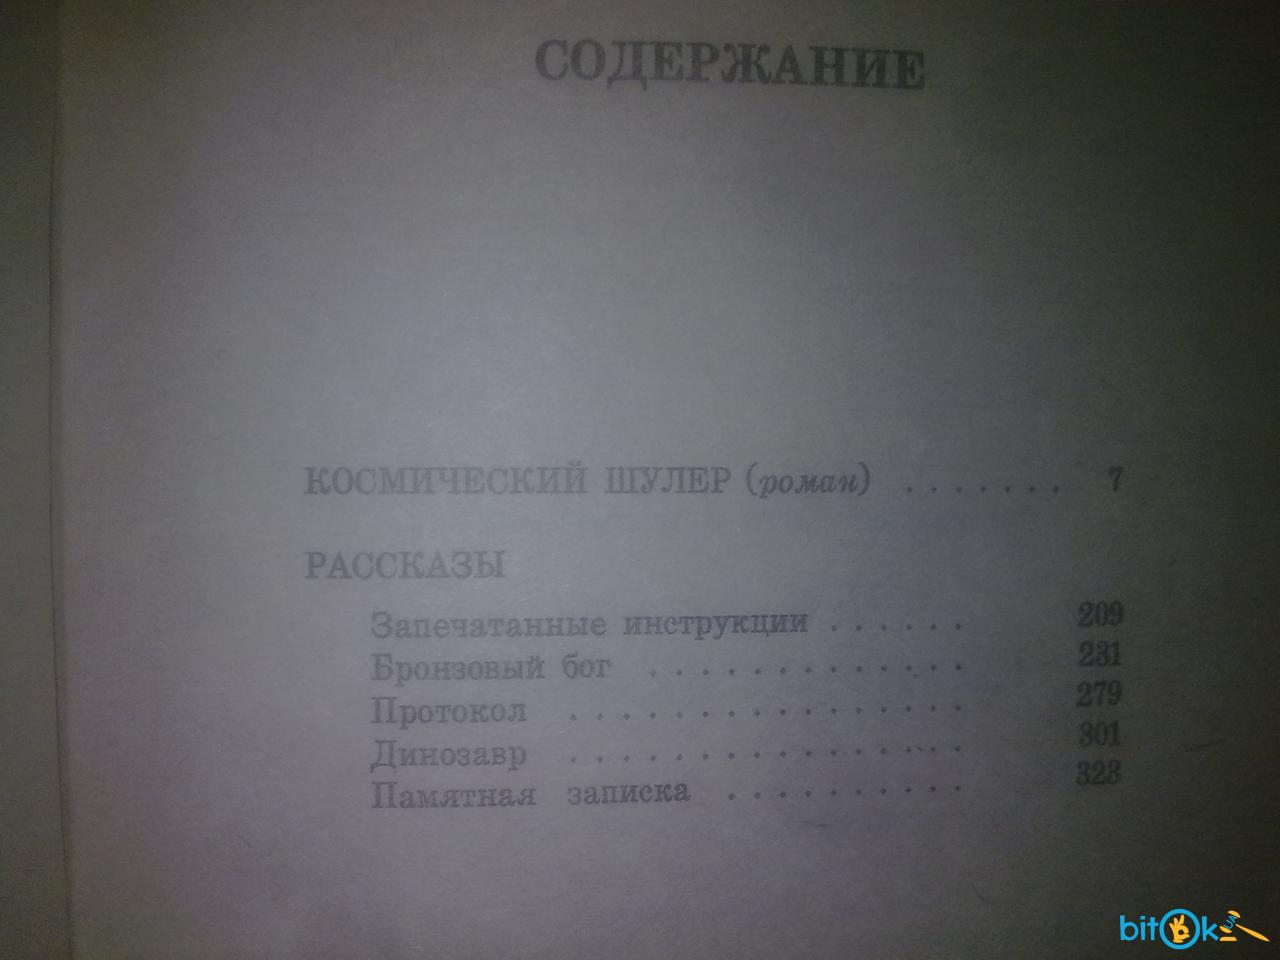 СОДЕРЖАНИЕ
КОСМИЧЕСКИЙ ШУЛЕР (роман) . . . . . . . 7
РАССКАЗЫ
Запечатанные инструкции . . . . . . 209
Бронзовый бог . . . . . . . . . . . . . 231
Протокол . . . . . . . . . . . . . . . . 279
Динозавр . . . . . . . . . . . . . . . . 301
Памятная записка . . . . . . . . . . 323
bitOk UA